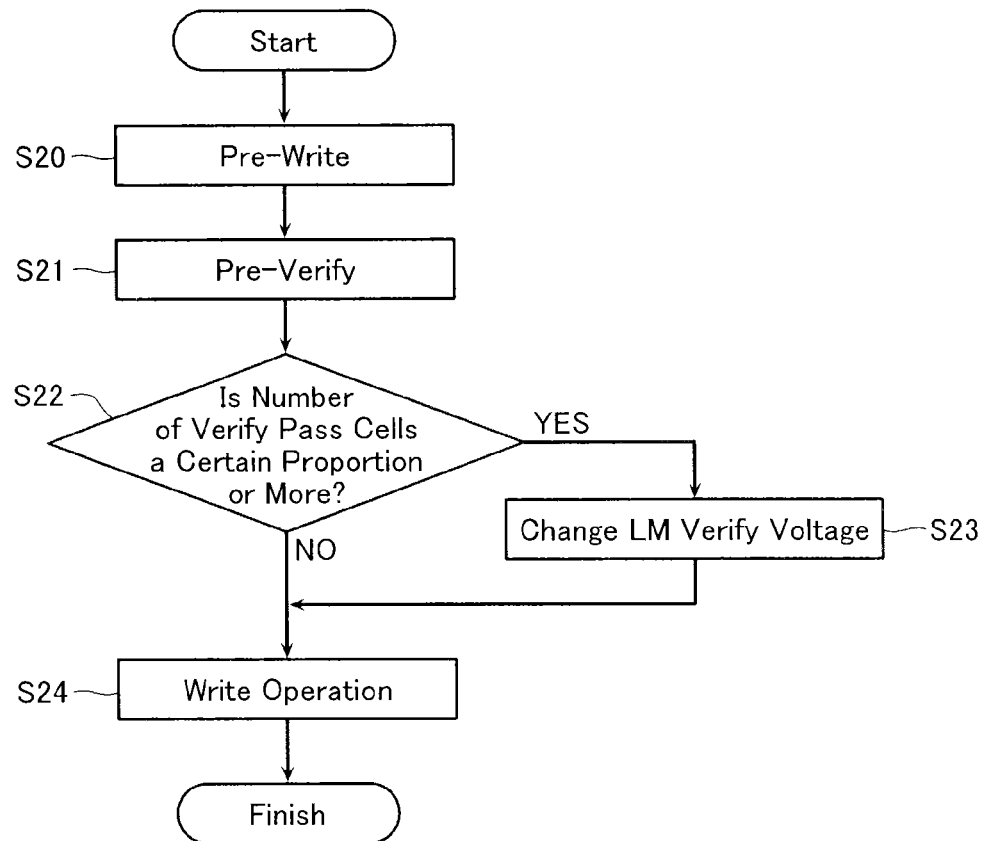 Start
S20
Pre-Write
S21
Pre-Verify
S22
Is Number
of Verify Pass Cells
a Certain Proportion
or More?
YES
NO
Change LM Verify Voltage
S23
S24
Write Operation
Finish